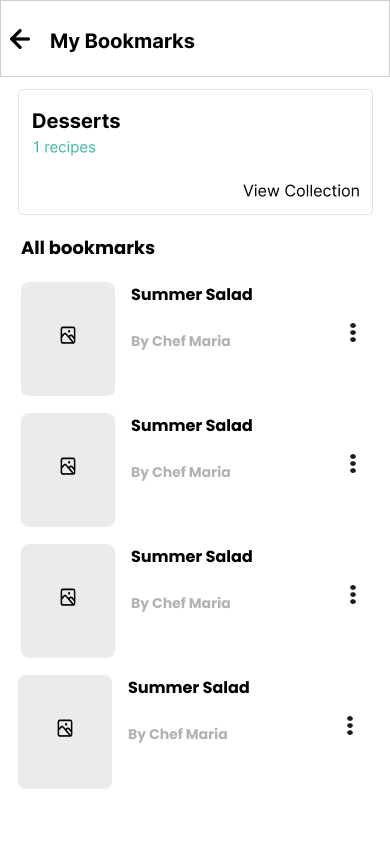 My Bookmarks
Desserts
1 recipes
View Collection
All bookmarks
Summer Salad
By Chef Maria
Summer Salad
By Chef Maria
Summer Salad
By Chef Maria
Summer Salad
By Chef Maria